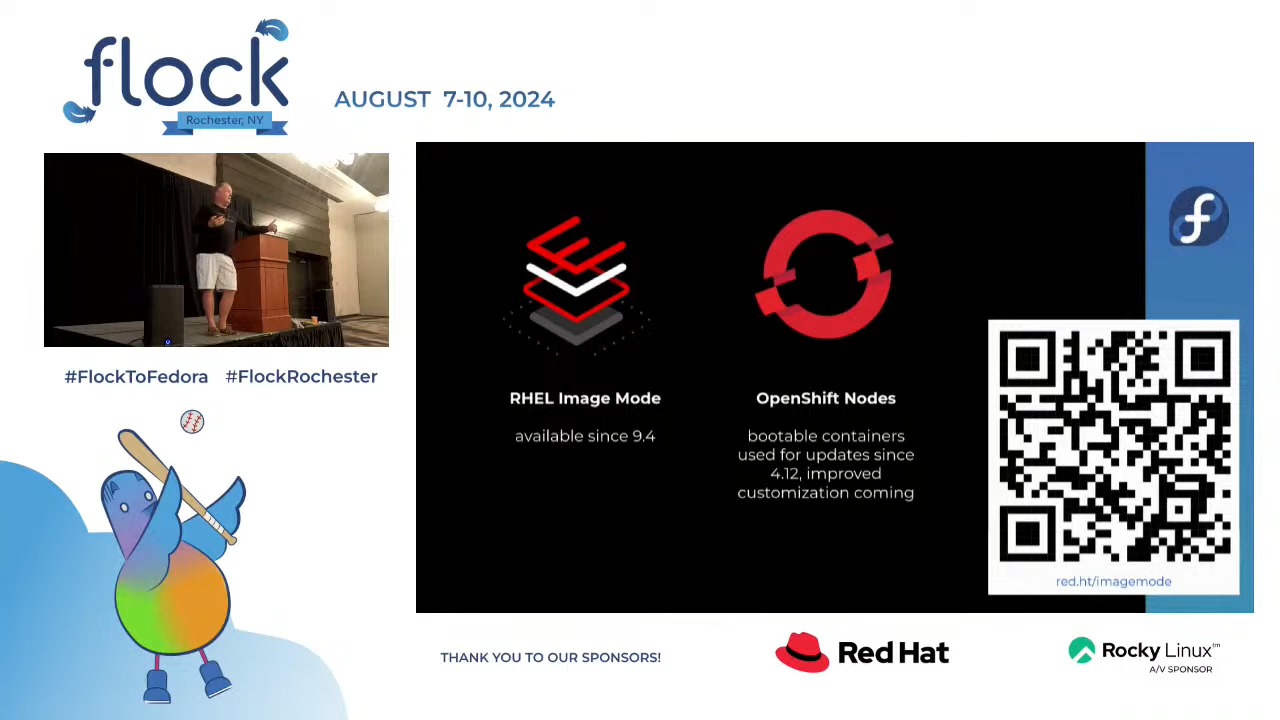 flock
Rochester, NY
AUGUST 7-10, 2024
#FlockToFedora #FlockRochester
RHEL Image Mode
available since 9.4
OpenShift Nodes
bootable containers
used for updates since
4.12, improved
customization coming
red.ht/imagemode
THANK YOU TO OUR SPONSORS!
Red Hat
Rocky Linux™
A/V SPONSOR